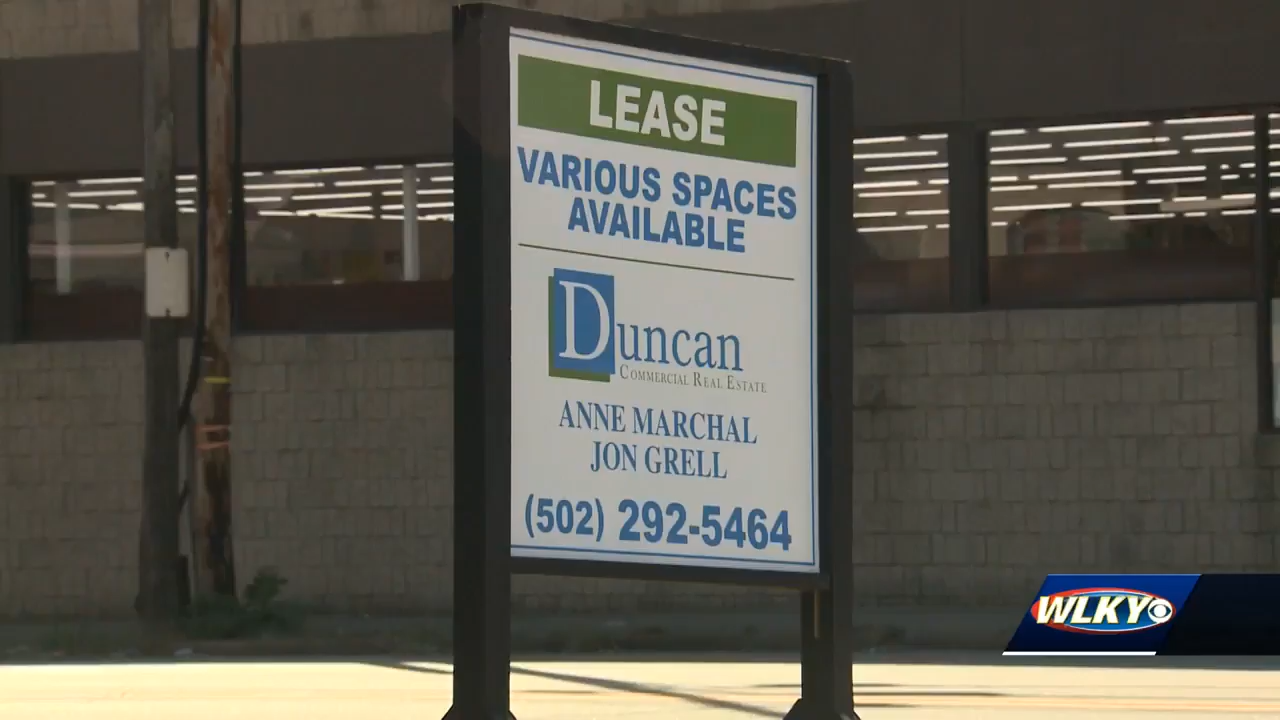 LEASE
VARIOUS SPACES
AVAILABLE
Duncan
COMMERCIAL REAL ESTATE
ANNE MARCHAL
JON GRELL
(502) 292-5464
WLKY